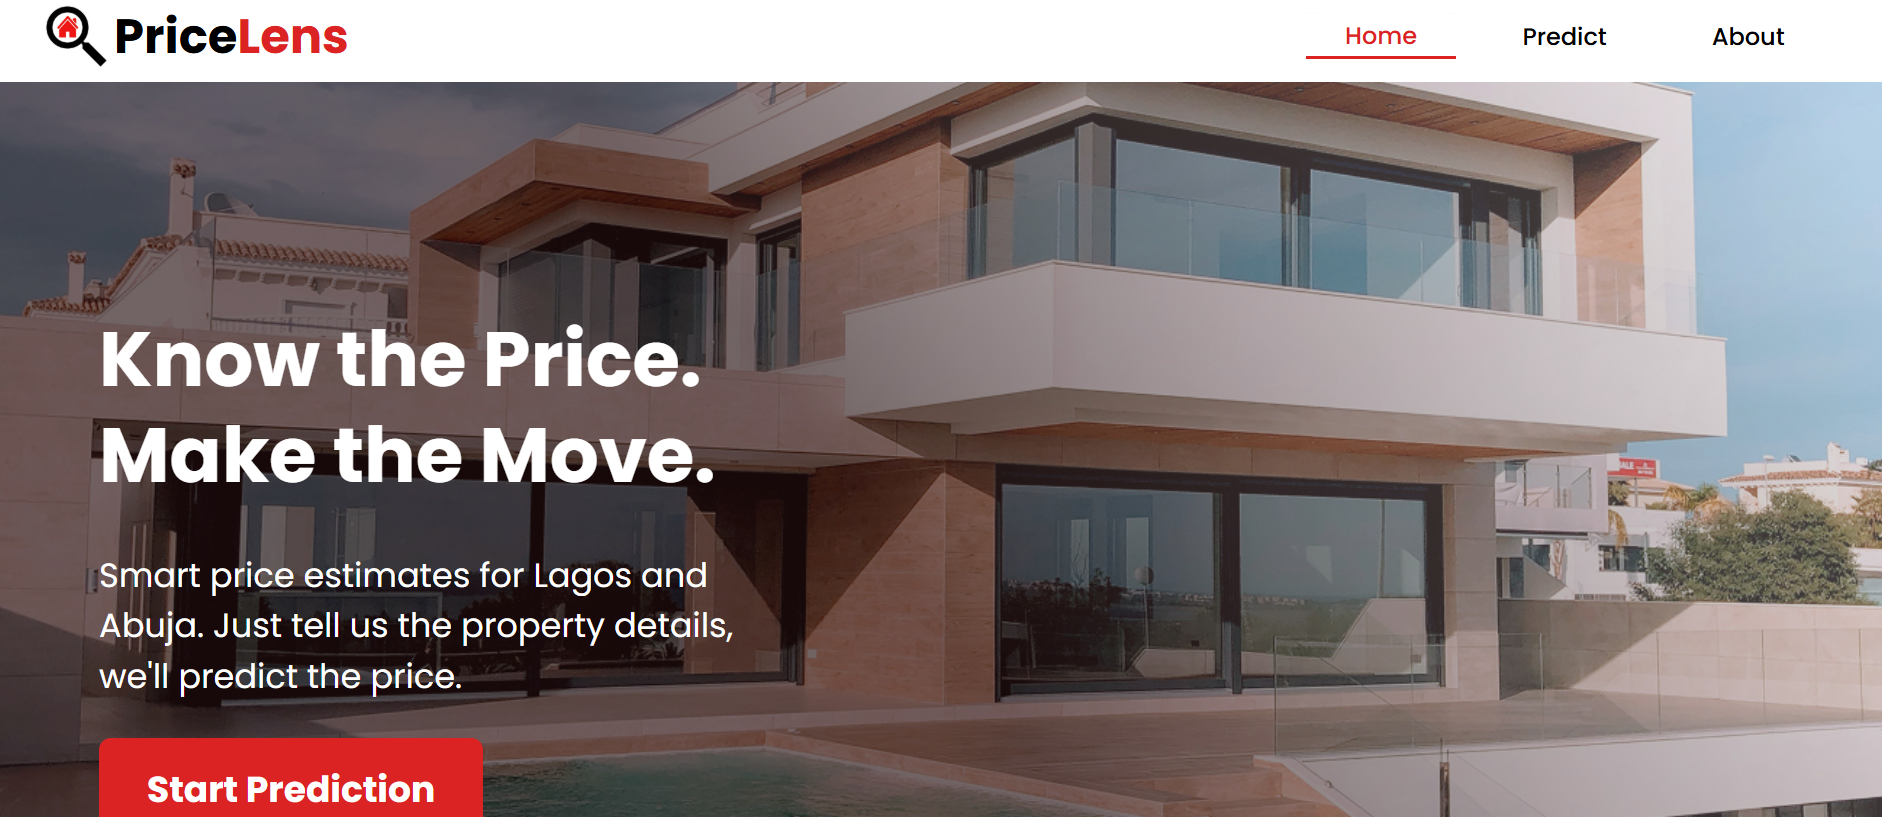 PriceLens
Home
Predict
About
Know the Price.
Make the Move.
Smart price estimates for Lagos and
Abuja. Just tell us the property details,
we'll predict the price.
Start Prediction